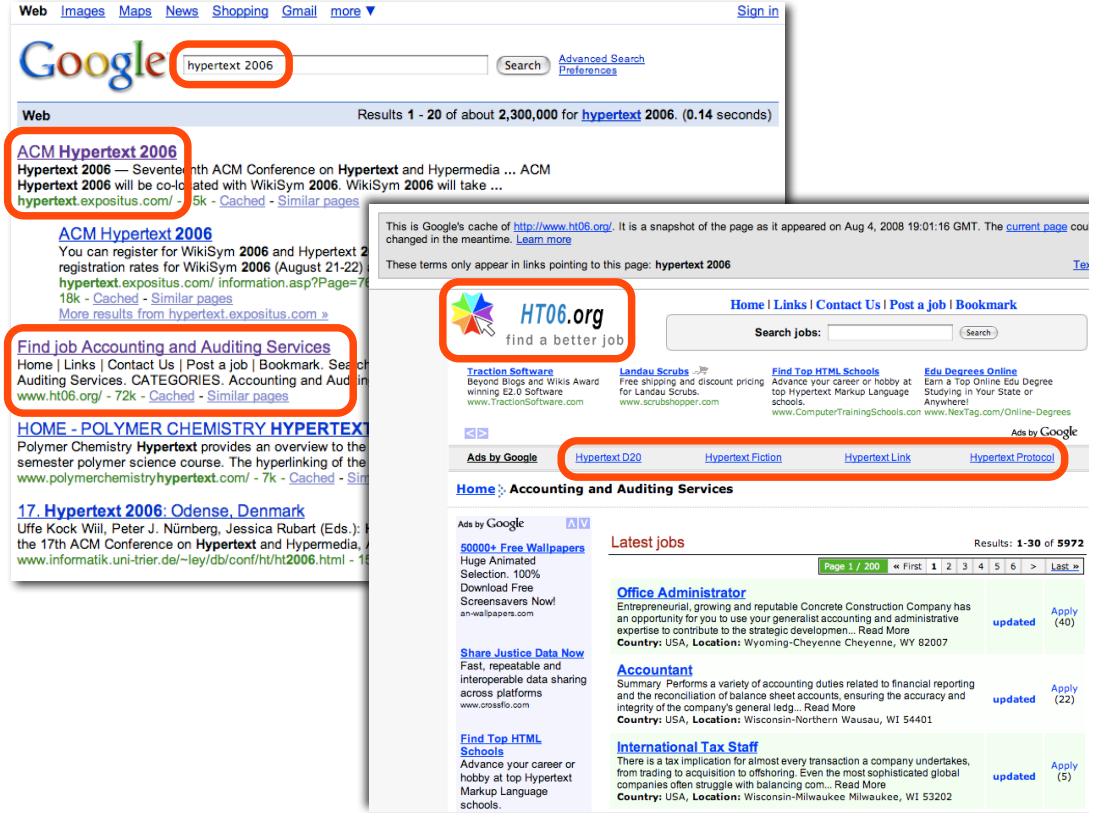 Web Images Maps News Shopping Gmail more ▼ Sign in
Google hypertext 2006 Search Advanced Search
Preferences
Web Results 1 - 20 of about 2,300,000 for hypertext 2006. (0.14 seconds)
ACM Hypertext 2006
Hypertext 2006 — Seventeenth ACM Conference on Hypertext and Hypermedia ... ACM
Hypertext 2006 will be co-located with WikiSym 2006. WikiSym 2006 will take ...
hypertext.expositus.com/ - 5k - Cached - Similar pages
ACM Hypertext 2006
You can register for WikiSym 2006 and Hypertext 2
registration rates for WikiSym 2006 (August 21-22)
hypertext.expositus.com/ information.asp?Page=76
18k - Cached - Similar pages
More results from hypertext.expositus.com »
Find job Accounting and Auditing Services
Home | Links | Contact Us | Post a job | Bookmark. Search
Auditing Services. CATEGORIES. Accounting and Auditin
www.ht06.org/ - 72k - Cached - Similar pages
HOME - POLYMER CHEMISTRY HYPERTEXT
Polymer Chemistry Hypertext provides an overview to the
semester polymer science course. The hyperlinking of the
www.polymerchemistryhypertext.com/ - 7k - Cached - Sim
17. Hypertext 2006: Odense, Denmark
Uffe Kock Wiil, Peter J. Nürnberg, Jessica Rubart (Eds.): H
the 17th ACM Conference on Hypertext and Hypermedia, A
www.informatik.uni-trier.de/~ley/db/conf/ht/ht2006.html - 15
This is Google's cache of http://www.ht06.org/. It is a snapshot of the page as it appeared on Aug 4, 2008 19:01:16 GMT. The current page cou
changed in the meantime. Learn more
These terms only appear in links pointing to this page: hypertext 2006 Tex
HT06.org
find a better job
Home | Links | Contact Us | Post a job | Bookmark
Search jobs: Search
Traction Software
Beyond Blogs and Wikis Award
winning E2.0 Software
www.TractionSoftware.com
Landau Scrubs
Free shipping and discount pricing
for Landau Scrubs.
www.scrubshopper.com
Find Top HTML Schools
Advance your career or hobby at
top Hypertext Markup Language
schools.
www.ComputerTrainingSchools.con
Edu Degrees Online
Earn a Top Online Edu Degree
Studying in Your State or
Anywhere!
www.NexTag.com/Online-Degrees
< > Ads by Google
Ads by Google Hypertext D20 Hypertext Fiction Hypertext Link Hypertext Protocol
Home Accounting and Auditing Services
Ads by Google
50000+ Free Wallpapers
Huge Animated
Selection. 100%
Download Free
Screensavers Now!
an-wallpapers.com
Share Justice Data Now
Fast, repeatable and
interoperable data sharing
across platforms
www.crossflo.com
Find Top HTML
Schools
Advance your career or
hobby at top Hypertext
Markup Language
schools.
Latest jobs Results: 1-30 of 5972
Page 1 / 200 « First 1 2 3 4 5 6 > Last »
Office Administrator
Entrepreneurial, growing and reputable Concrete Construction Company has
an opportunity for you to use your generalist accounting and administrative
expertise to contribute to the strategic developmen... Read More
Country: USA, Location: Wyoming-Cheyenne Cheyenne, WY 82007
updated
Apply
(40)
Accountant
Summary Performs a variety of accounting duties related to financial reporting
and the reconciliation of balance sheet accounts, ensuring the accuracy and
integrity of the company's general ledg... Read More
Country: USA, Location: Wisconsin-Northern Wausau, WI 54401
updated
Apply
(22)
International Tax Staff
There is a tax implication for almost every transaction a company undertakes,
from trading to acquisition to offshoring. Even the most sophisticated global
companies often struggle with balancing com... Read More
Country: USA, Location: Wisconsin-Milwaukee Milwaukee, WI 53202
updated
Apply
(5)